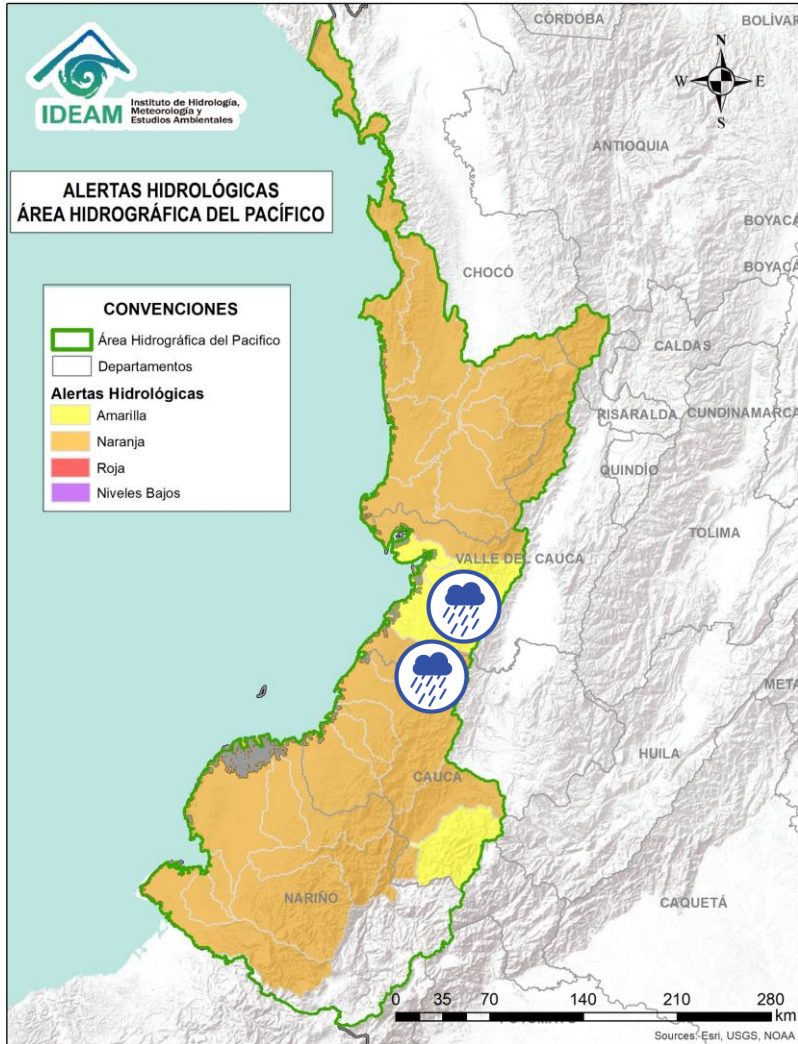 IDEAM
Instituto de Hidrología,
Meteorología y
Estudios Ambientales
ALERTAS HIDROLÓGICAS
ÁREA HIDROGRÁFICA DEL PACÍFICO
CONVENCIONES
Área Hidrográfica del Pacífico
Departamentos
Alertas Hidrológicas
Amarilla
Naranja
Roja
Niveles Bajos
CÓRDOBA
BOLÍVAR
N
W E
S
ANTIOQUIA
BOYACÁ
CHOCÓ
BOYACÁ
CALDAS
RISARALDA
CUNDINAMARCA
QUINDÍO
TOLIMA
VALLE DEL CAUCA
META
HUILA
CAUCA
NARIÑO
CAQUETÁ
0 35 70 140 210 280
km
Sources: Esri, USGS, NOAA